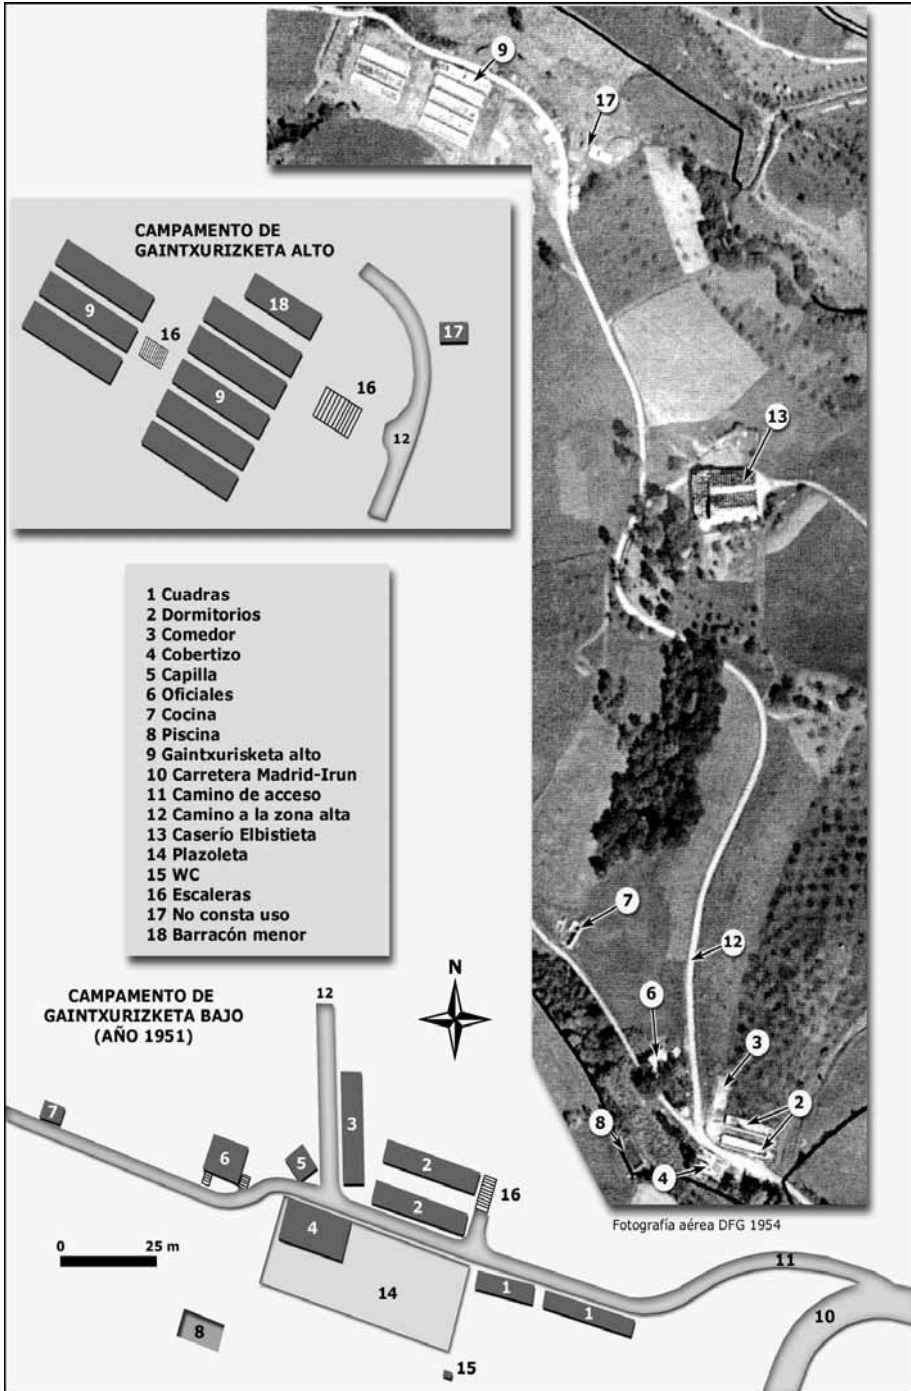 9
17
CAMPAMENTO DE
GAINTXURIZKETA ALTO
18
9
16
17
16
9
12
13
1 Cuadras
2 Dormitorios
3 Comedor
4 Cobertizo
5 Capilla
6 Oficiales
7 Cocina
8 Piscina
9 Gaintxurisketa alto
10 Carretera Madrid-Irun
11 Camino de acceso
12 Camino a la zona alta
13 Caserío Elbistieta
14 Plazoleta
15 WC
16 Escaleras
17 No consta uso
18 Barracón menor
7
12
6
3
2
8
4
Fotografía aérea DFG 1954
CAMPAMENTO DE
GAINTXURIZKETA BAJO
(AÑO 1951)
N
12
7
3
6
5
2
16
2
4
0 25 m
11
1
14
1
10
8
15